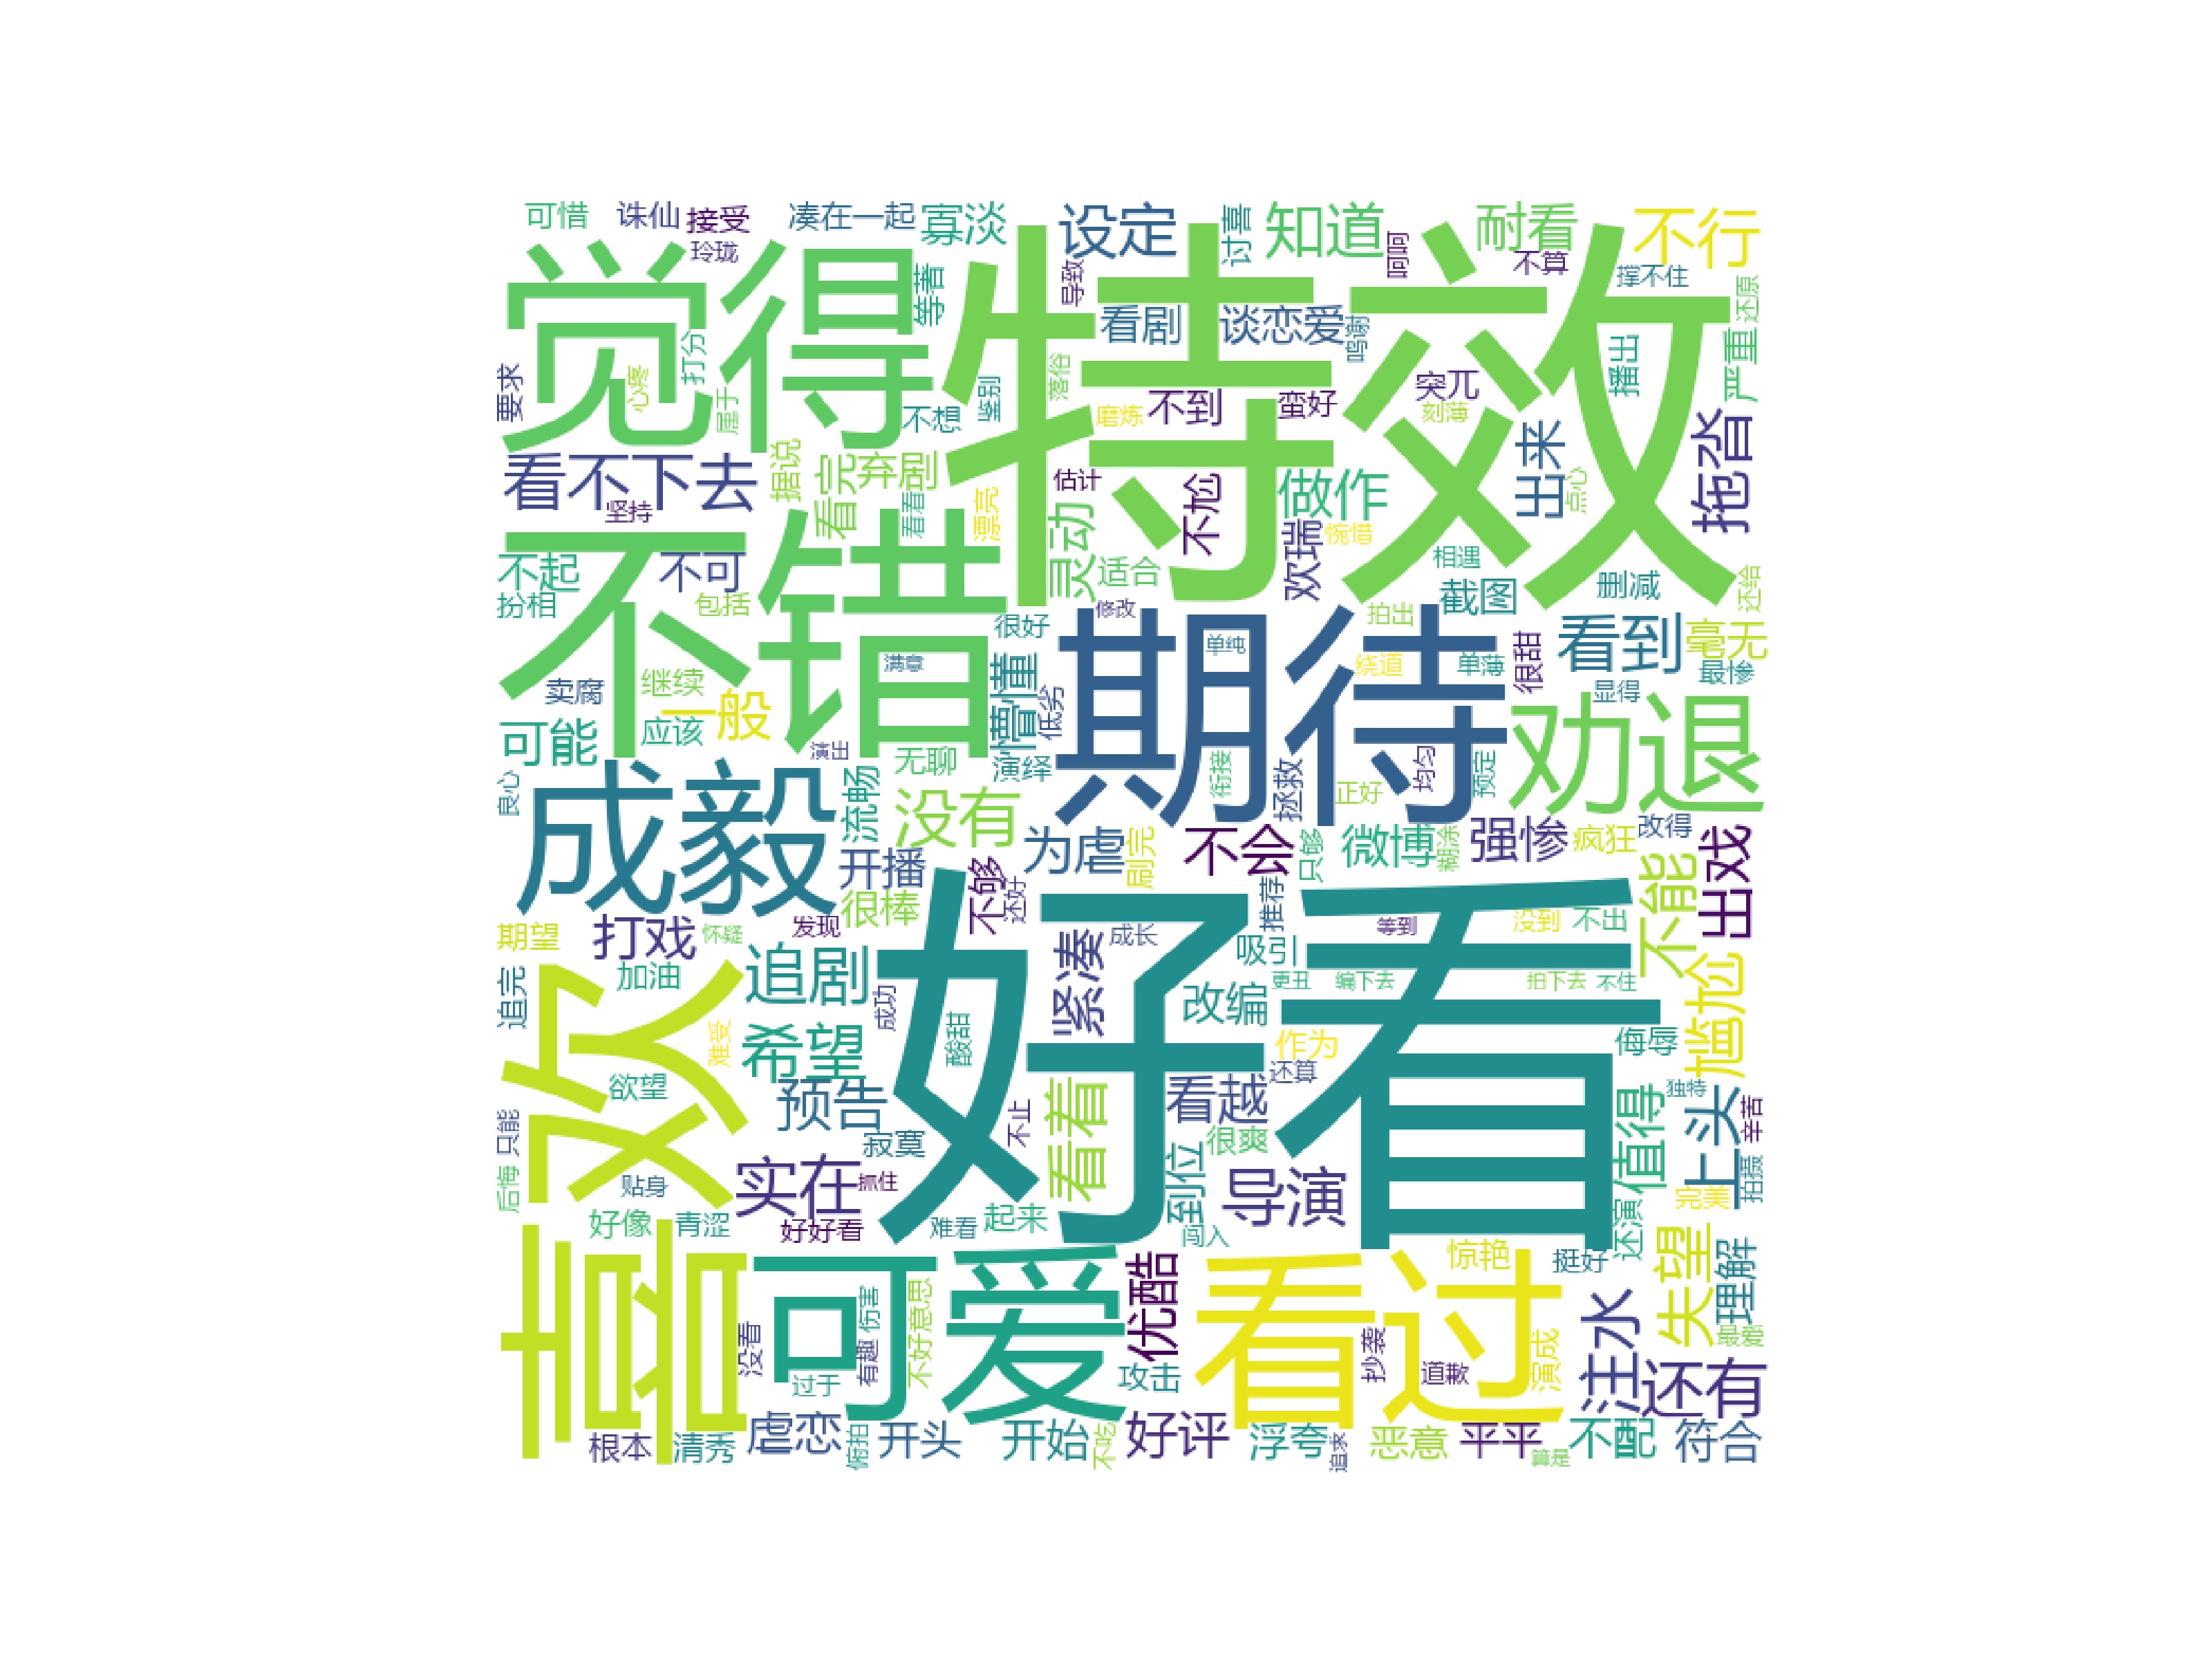 可惜
诛仙
接受
凑在一起
寡淡
设定
讨喜
知道
呵呵
耐看
不行
玲珑
觉得
等著
特效
导致
不算
撑不住
还原
看剧
谈恋爱
鸣谢
播出
严重
要求
心疼
打分
属于
不想
鉴别
落俗
磨炼
不到
蛮好
突兀
刻薄
出来
拖沓
看不下去
坚持
据说
看完
弃剧
看看
漂亮
估计
灵动
不尬
做作
点心
不错
欢瑞
惋惜
不起
不可
适合
相遇
截图
删减
还给
扮相
包括
修改
拍出
很好
期待
单纯
看到
毫无
满意
懵懂
绕道
单薄
很甜
最惨
卖腐
继续
一般
低劣
显得
劝退
可能
应该
演出
无聊
演绎
衔接
拯救
均匀
预定
良心
成毅
流畅
没有
正好
开播
为虐
刷完
不会
只够
微博
糊涂
强惨
疯狂
改得
不能
出戏
很棒
不够
还好
推荐
期望
打戏
怀疑
发现
好看
紧凑
成长
吸引
等到
没到
不出
尴尬
追完
喜欢
加油
追剧
成功
改编
更丑
编下去
拍下去
不住
难受
希望
酸甜
作为
侮辱
欲望
预告
看着
看越
还算
值得
独特
上头
辛苦
只能
寂寞
不止
很爽
后悔
贴身
实在
抓住
到位
导演
完美
拍摄
好像
青涩
好好看
难看
起来
闯入
还演
失望
理解
可爱
优酷
看过
惊艳
挺好
没看
有趣
伤害
不好意思
抄袭
道歉
演成
注水
最爱
过于
攻击
还有
根本
清秀
虐恋
俯拍
开头
开始
不吃
好评
浮夸
追求
恶意
平平
算是
不配
符合